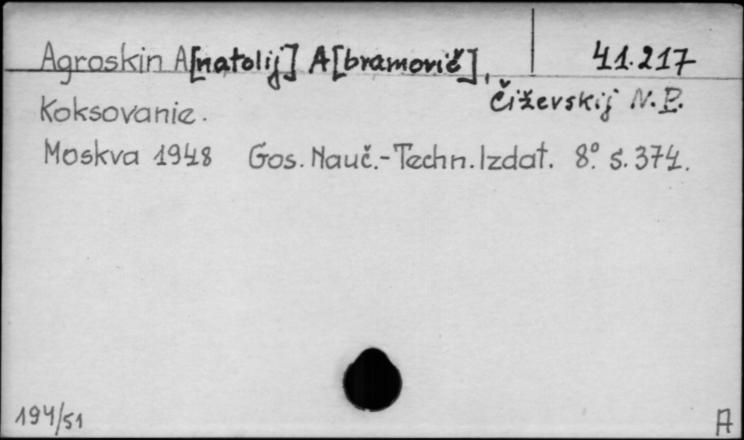 Agroskin A[natolij] A[bramovič], 41.217
Čiževskij N. P.
Koksovanie.
Moskva 1948 Gos. Nauč.-Techn. Izdat. 8° S. 374.
194/51
A